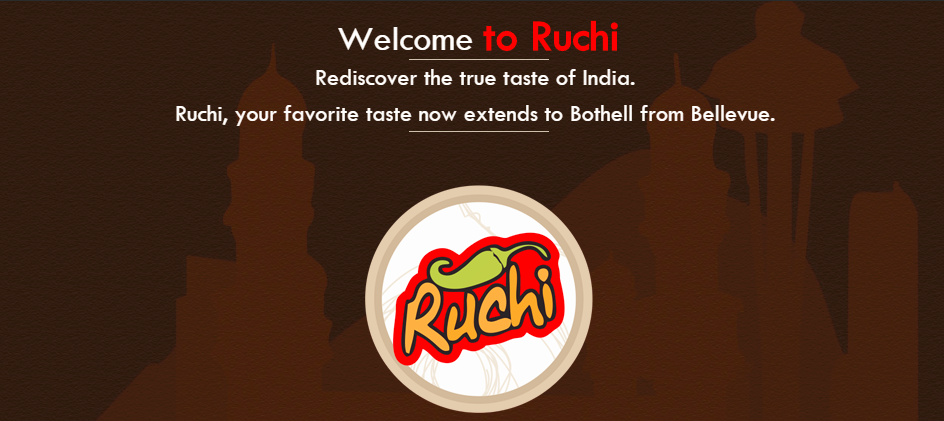 Welcome to Ruchi
Rediscover the true taste of India.
Ruchi, your favorite taste now extends to Bothell from Bellevue.
Ruchi